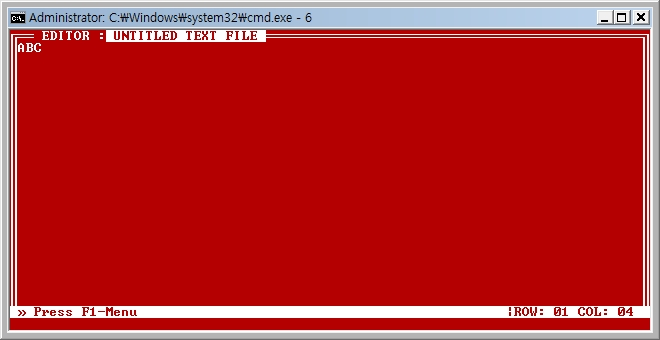 Administrator: C:₩Windows₩system32₩cmd.exe - 6
EDITOR : UNTITLED TEXT FILE
ABC
» Press F1-Menu ¦ROW: 01 COL: 04